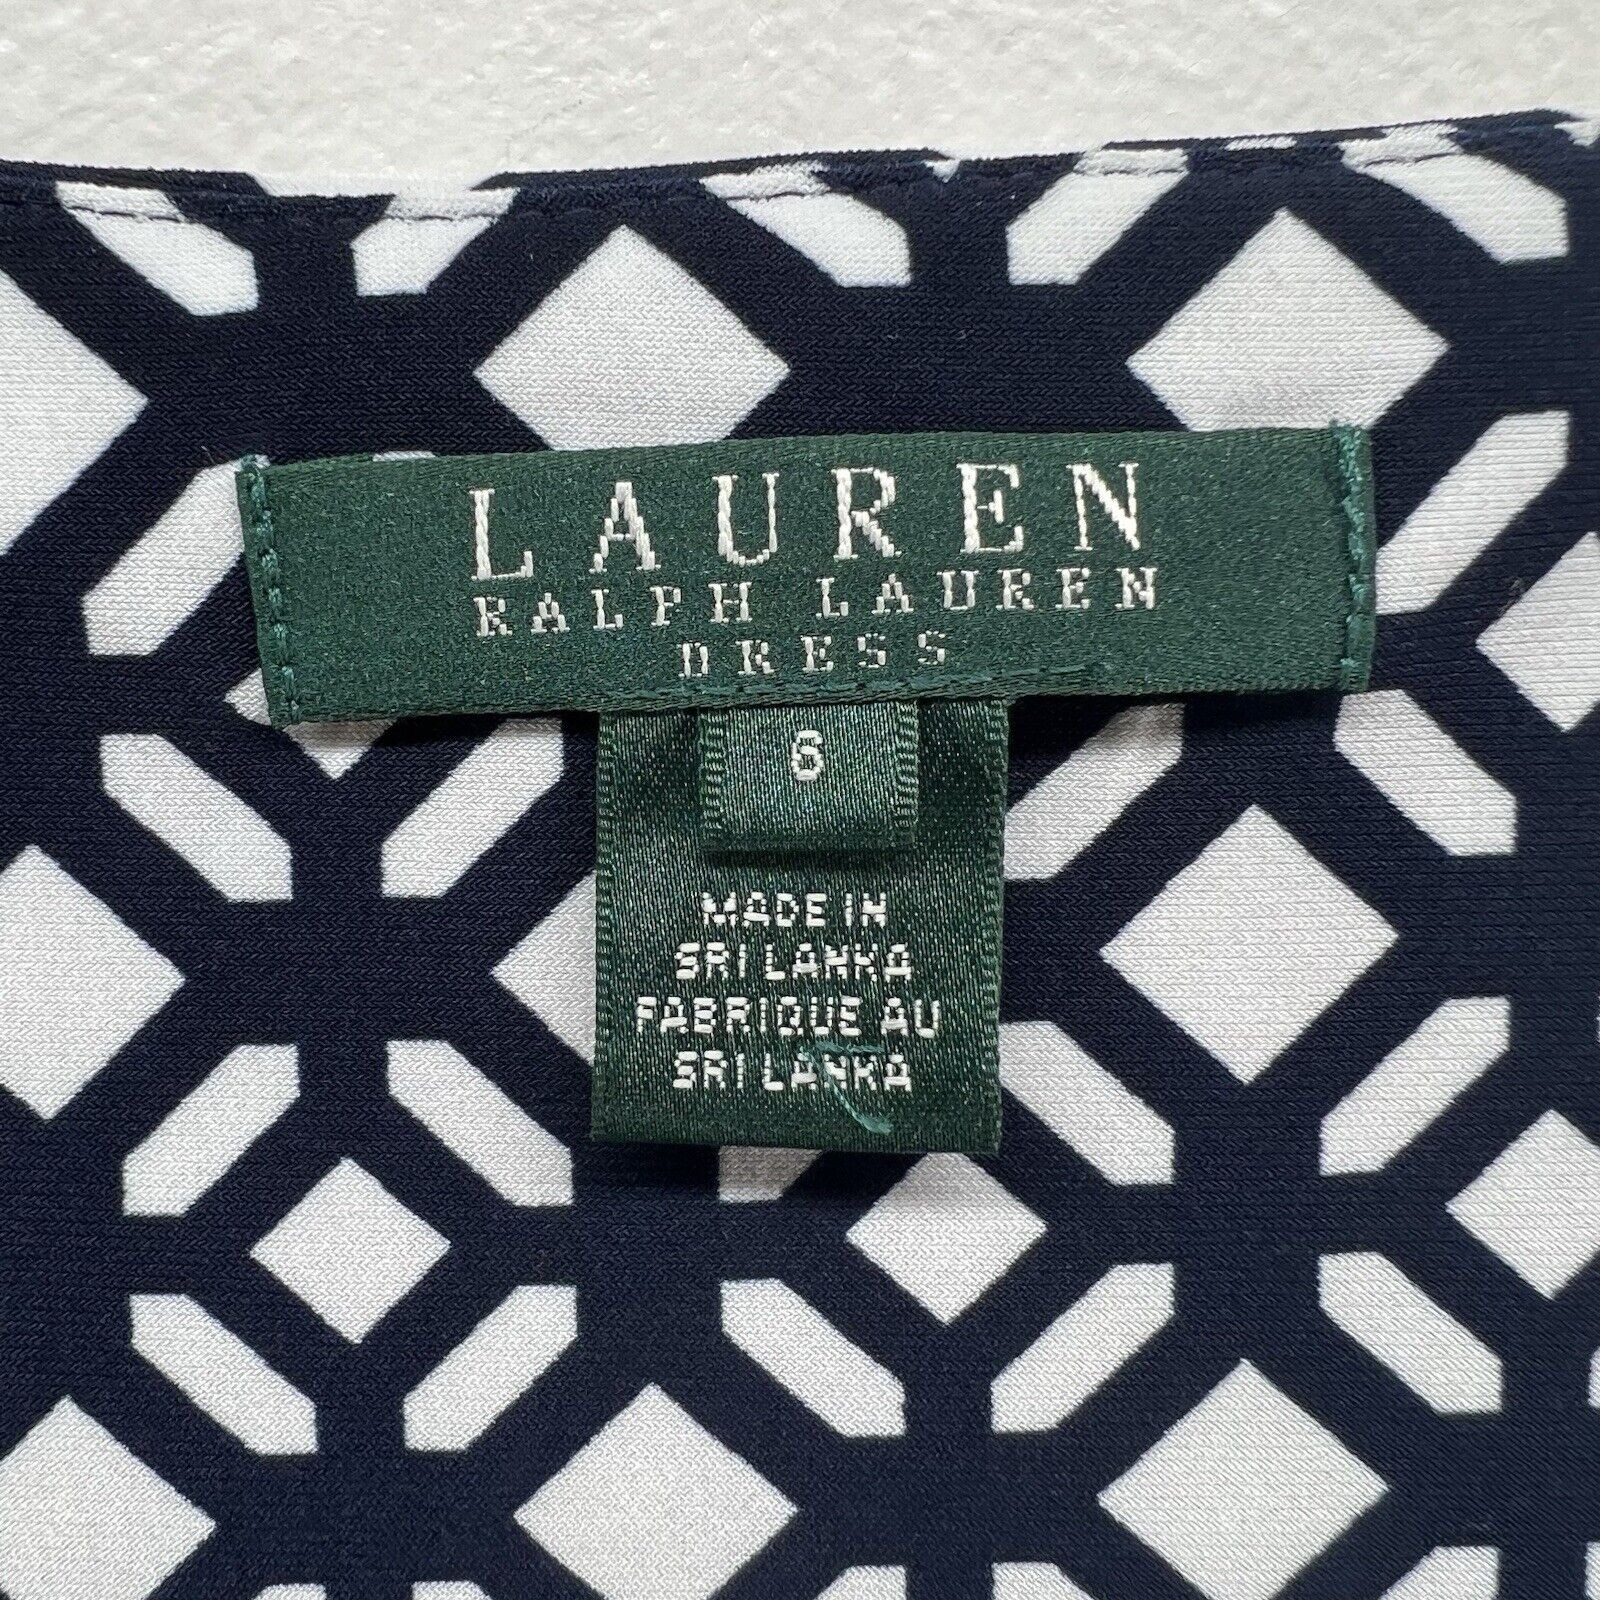 LAUREN
RALPH LAUREN
DRESS
6
MADE IN
SRI LANKA
FABRIQUE AU
SRI LANKA